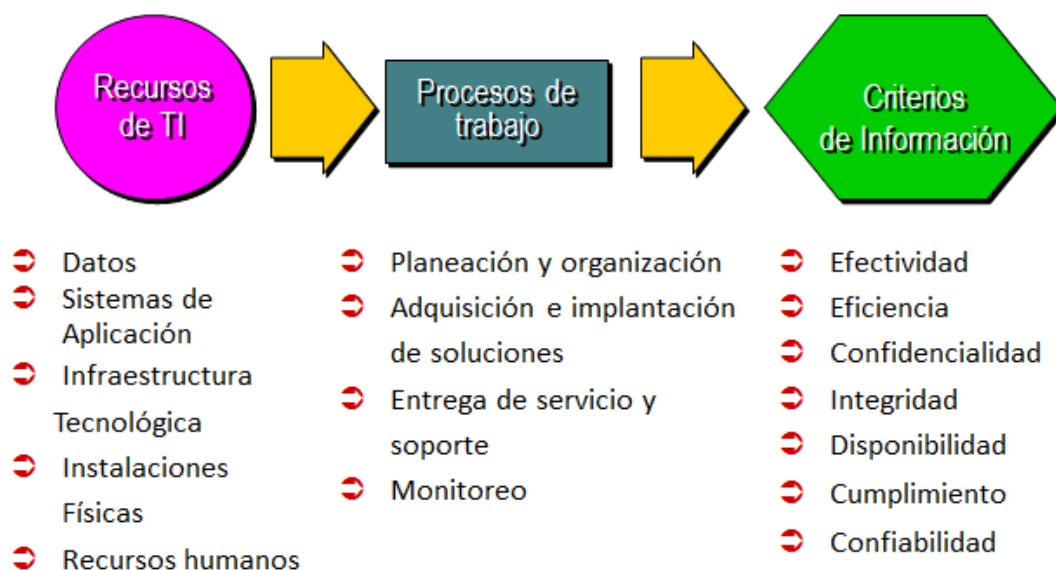 Recursos
de TI
Procesos de
trabajo
Criterios
de Información
Datos
Sistemas de
Aplicación
Infraestructura
Tecnológica
Instalaciones
Físicas
Recursos humanos
Planeación y organización
Adquisición e implantación
de soluciones
Entrega de servicio y
soporte
Monitoreo
Efectividad
Eficiencia
Confidencialidad
Integridad
Disponibilidad
Cumplimiento
Confiabilidad